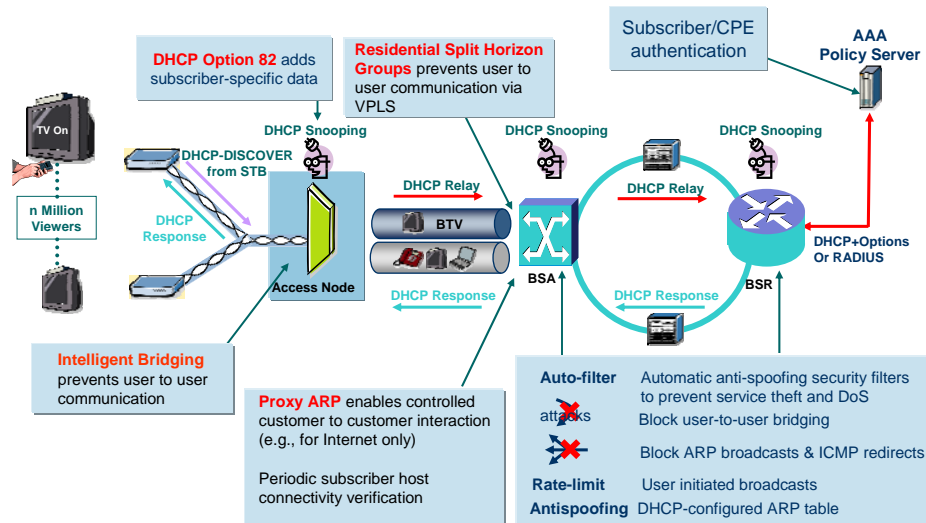 DHCP Option 82 adds
subscriber-specific data
Residential Split Horizon
Groups prevents user to
user communication via
VPLS
Subscriber/CPE
authentication
AAA
Policy Server
TV On
n Million
Viewers
DHCP Snooping
DHCP-DISCOVER
from STB
DHCP
Response
Access Node
DHCP Relay
BTV
DHCP Response
DHCP Snooping
BSA
DHCP Relay
DHCP Response
DHCP Snooping
BSR
DHCP+Options
Or RADIUS
Intelligent Bridging
prevents user to user
communication
Proxy ARP enables controlled
customer to customer interaction
(e.g., for Internet only)
Periodic subscriber host
connectivity verification
Auto-filter Automatic anti-spoofing security filters
to prevent service theft and DoS
attacks Block user-to-user bridging
Block ARP broadcasts & ICMP redirects
Rate-limit User initiated broadcasts
Antispoofing DHCP-configured ARP table